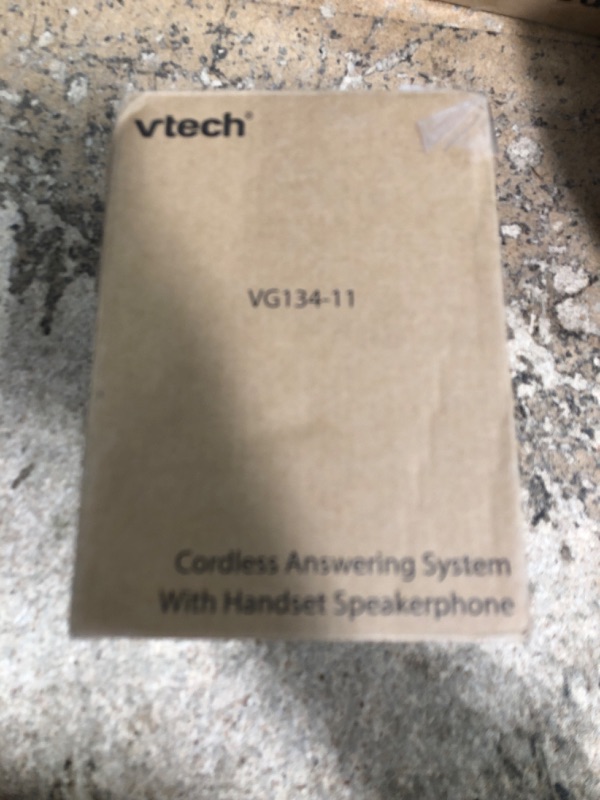 vtech®
VG134-11
Cordless Answering System
With Handset Speakerphone